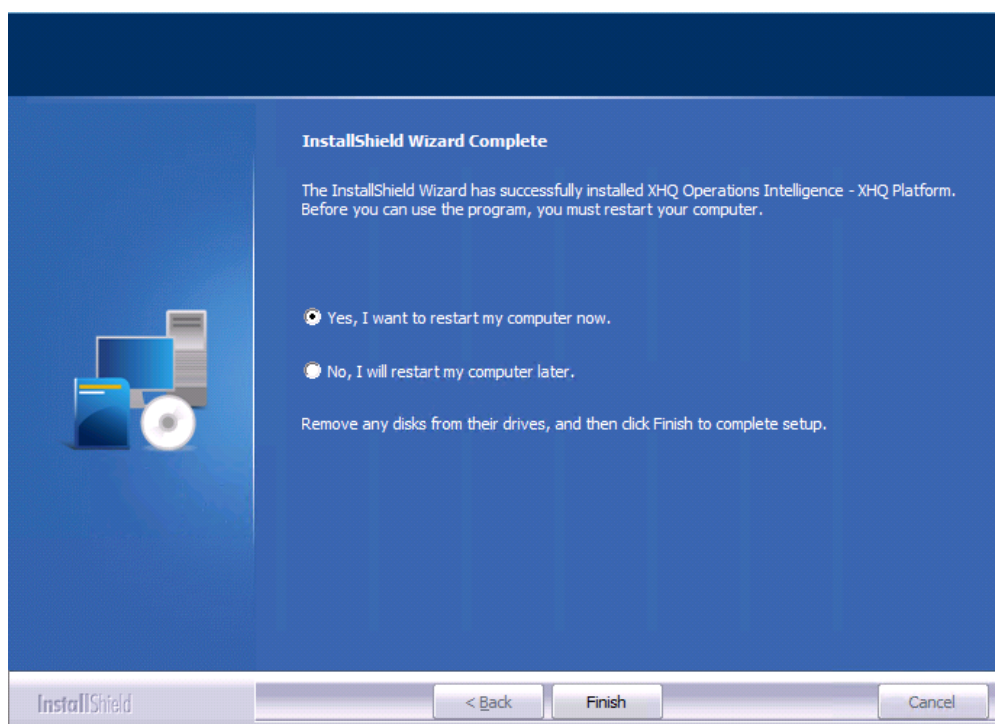 InstallShield Wizard Complete
The InstallShield Wizard has successfully installed XHQ Operations Intelligence - XHQ Platform.
Before you can use the program, you must restart your computer.
Yes, I want to restart my computer now.
No, I will restart my computer later.
Remove any disks from their drives, and then click Finish to complete setup.
InstallShield
< Back
Finish
Cancel